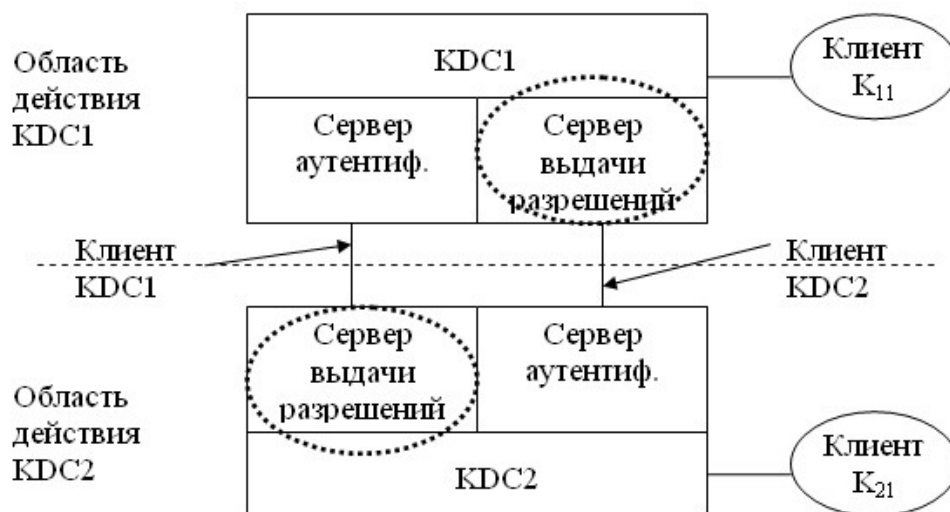 Область
действия
KDC1
KDC1
Клиент
K₁₁
Сервер
аутентиф.
Сервер
выдачи
разрешений
Клиент
KDC1
Клиент
KDC2
Область
действия
KDC2
Сервер
выдачи
разрешений
Сервер
аутентиф.
KDC2
Клиент
K₂₁